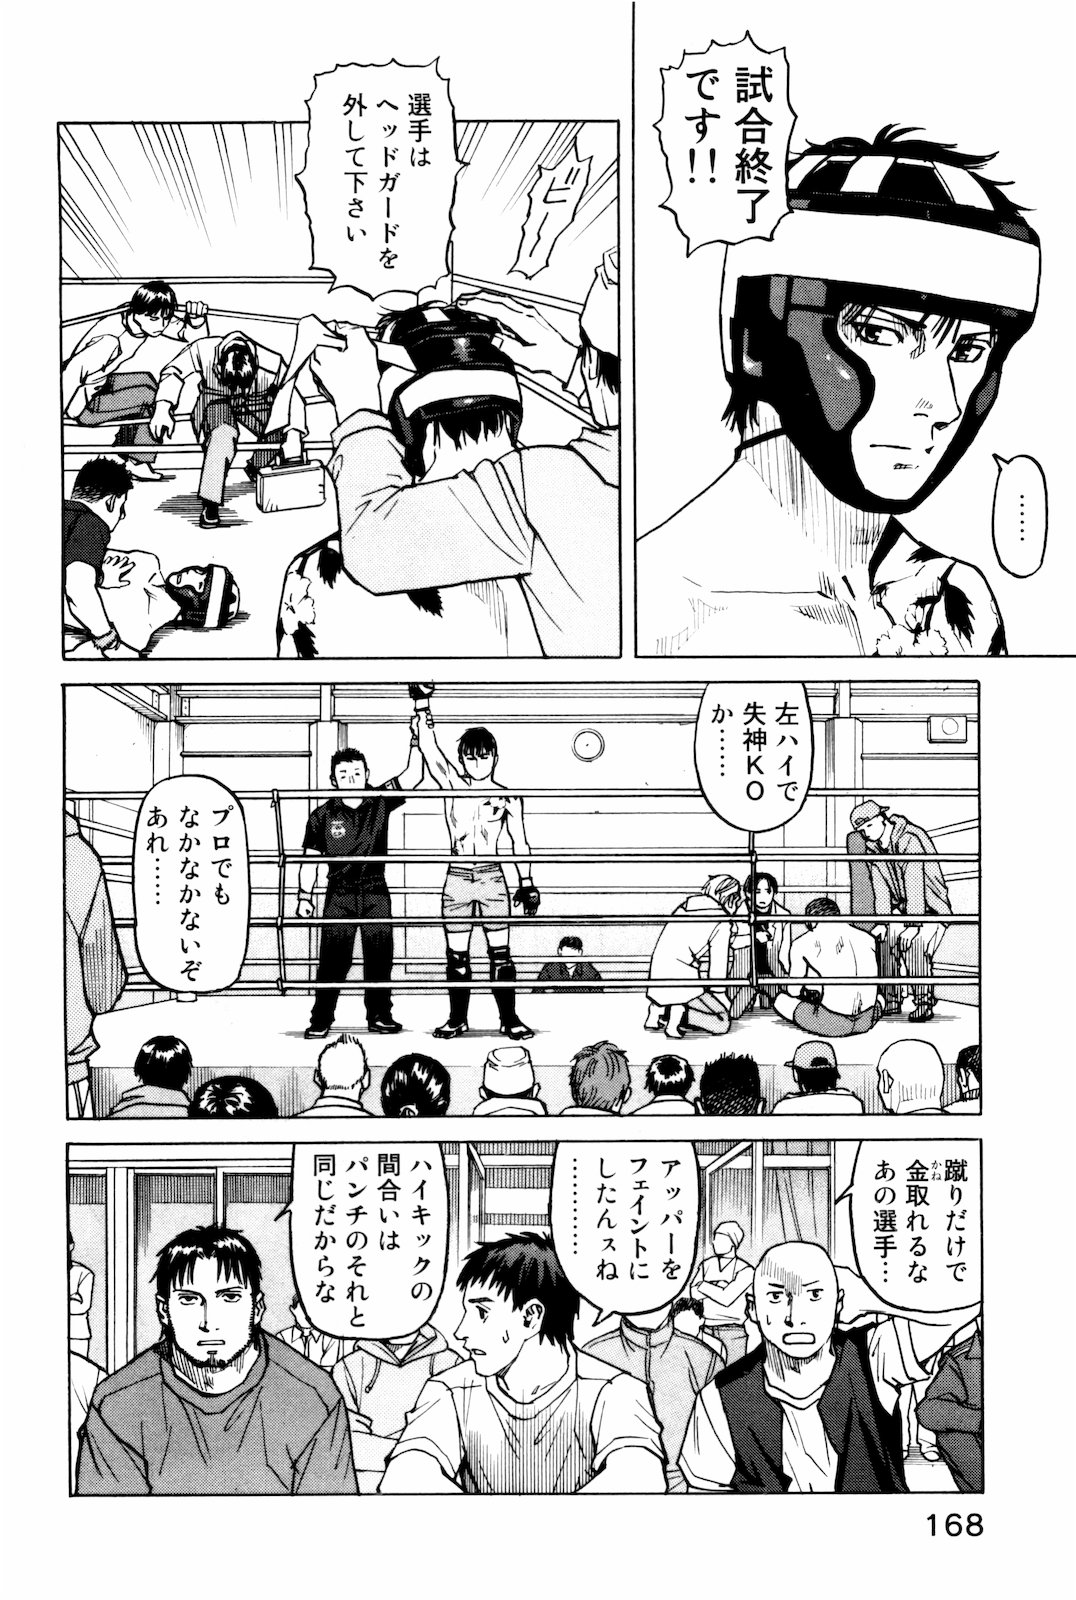 試合終了
です!!
……
ビー
選手は
ヘッドガードを
外して下さい
左ハイで
失神KO
か……
プロでも
なかなかないぞ
あれ……
蹴りだけで
金取れるな
かね
あの選手…
アッパーを
フェイントに
したんスね
…………
ハイキックの
間合いは
パンチのそれと
同じだからな
168